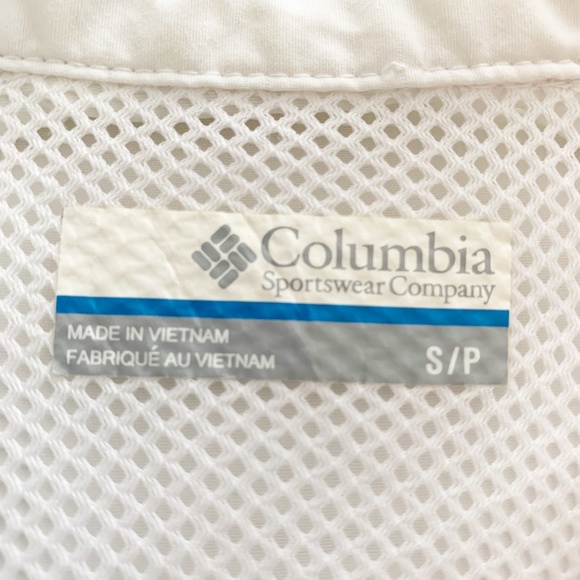 Columbia
Sportswear Company
MADE IN VIETNAM
FABRIQUÉ AU VIETNAM
S/P